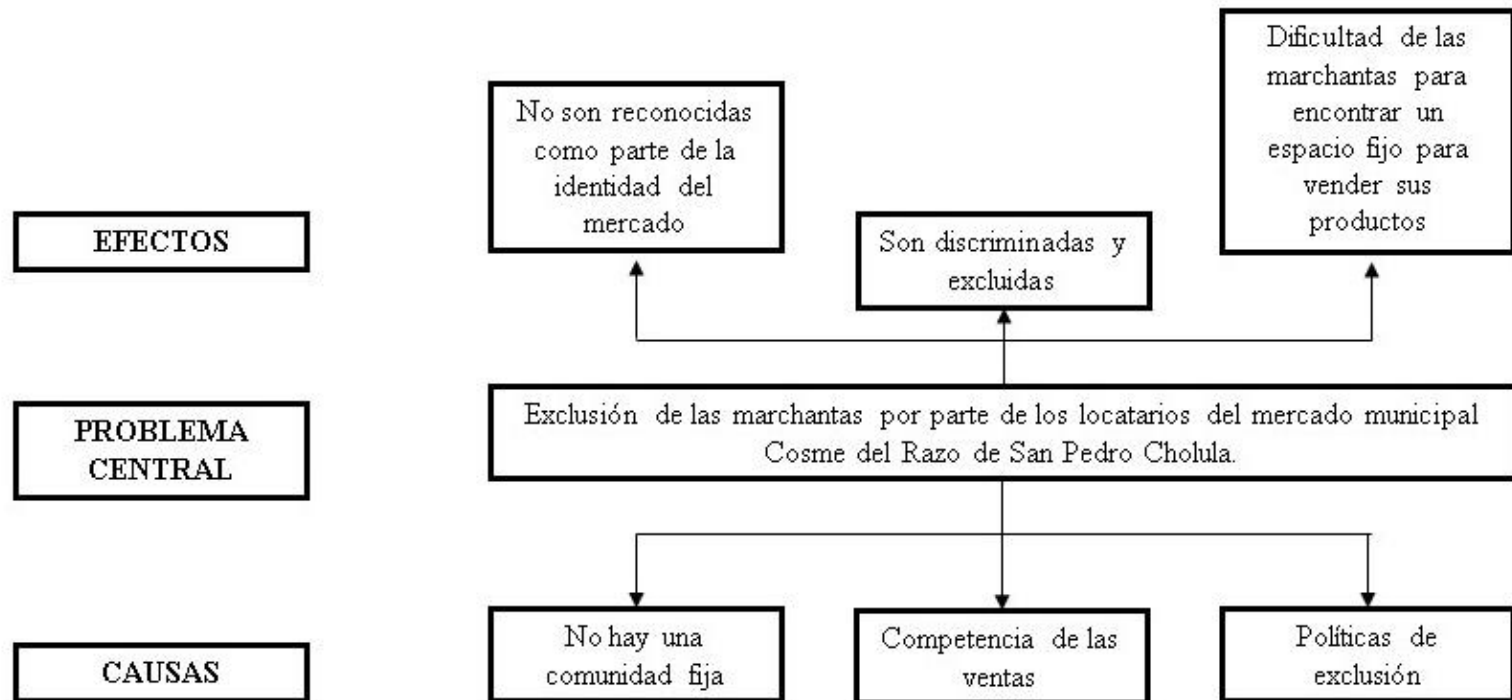 No son reconocidas
como parte de la
identidad del
mercado
Dificultad de las
marchantas para
encontrar un
espacio fijo para
vender sus
productos
EFECTOS
Son discriminadas y
excluidas
PROBLEMA
CENTRAL
Exclusión de las marchantas por parte de los locatarios del mercado municipal
Cosme del Razo de San Pedro Cholula.
CAUSAS
No hay una
comunidad fija
Competencia de las
ventas
Políticas de
exclusión